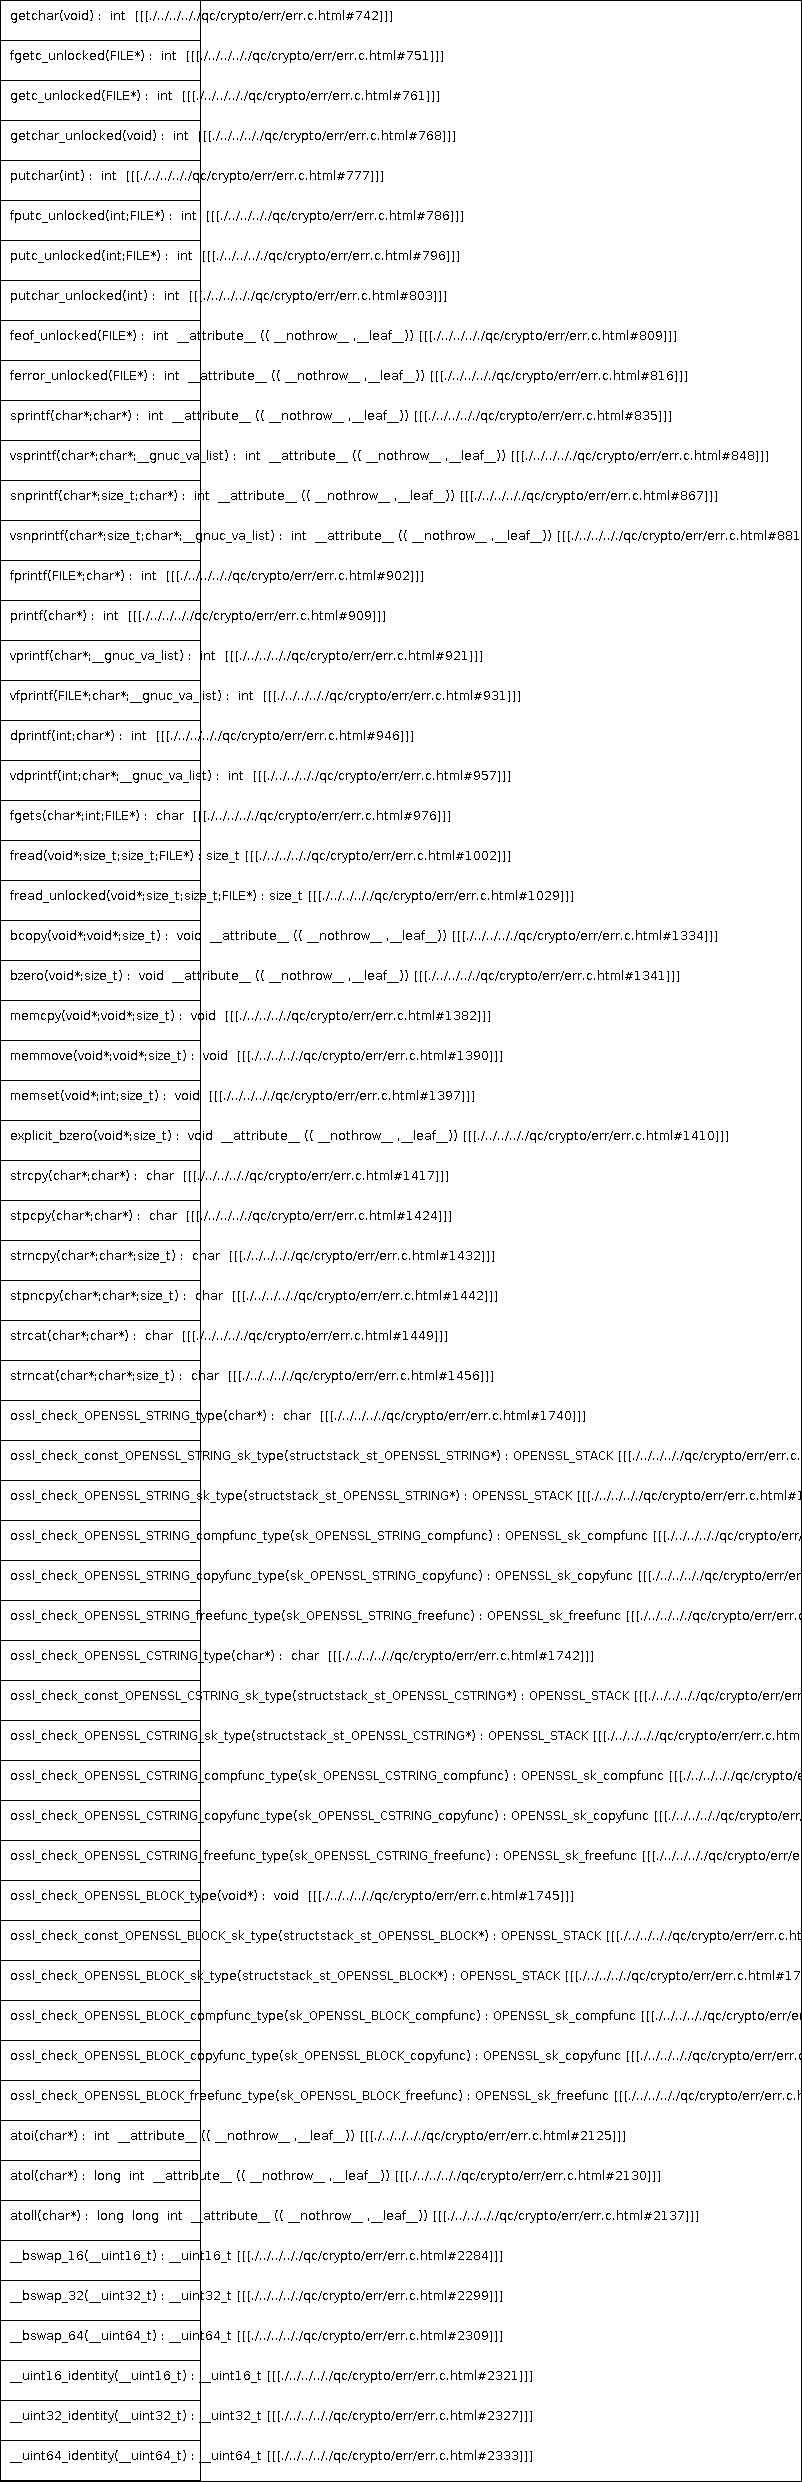 getchar(void) : int [[[./../../../qc/crypto/err/err.c.html#742]]]
fgetc_unlocked(FILE*) : int [[[./../../../qc/crypto/err/err.c.html#751]]]
getc_unlocked(FILE*) : int [[[./../../../qc/crypto/err/err.c.html#761]]]
getchar_unlocked(void) : int [[[./../../../qc/crypto/err/err.c.html#768]]]
putchar(int) : int [[[./../../../qc/crypto/err/err.c.html#777]]]
fputc_unlocked(int;FILE*) : int [[[./../../../qc/crypto/err/err.c.html#786]]]
putc_unlocked(int;FILE*) : int [[[./../../../qc/crypto/err/err.c.html#796]]]
putchar_unlocked(int) : int [[[./../../../qc/crypto/err/err.c.html#803]]]
feof_unlocked(FILE*) : int __attribute__ (( __nothrow__ ,__leaf__)) [[[./../../../qc/crypto/err/err.c.html#809]]]
ferror_unlocked(FILE*) : int __attribute__ (( __nothrow__ ,__leaf__)) [[[./../../../qc/crypto/err/err.c.html#816]]]
sprintf(char*;char*) : int __attribute__ (( __nothrow__ ,__leaf__)) [[[./../../../qc/crypto/err/err.c.html#835]]]
vsprintf(char*;char*;__gnuc_va_list) : int __attribute__ (( __nothrow__ ,__leaf__)) [[[./../../../qc/crypto/err/err.c.html#848]]]
snprintf(char*;size_t;char*) : int __attribute__ (( __nothrow__ ,__leaf__)) [[[./../../../qc/crypto/err/err.c.html#867]]]
vsnprintf(char*;size_t;char*;__gnuc_va_list) : int __attribute__ (( __nothrow__ ,__leaf__)) [[[./../../../qc/crypto/err/err.c.html#881
fprintf(FILE*;char*) : int [[[./../../../qc/crypto/err/err.c.html#902]]]
printf(char*) : int [[[./../../../qc/crypto/err/err.c.html#909]]]
vprintf(char*;__gnuc_va_list) : int [[[./../../../qc/crypto/err/err.c.html#921]]]
vfprintf(FILE*;char*;__gnuc_va_list) : int [[[./../../../qc/crypto/err/err.c.html#931]]]
dprintf(int;char*) : int [[[./../../../qc/crypto/err/err.c.html#946]]]
vdprintf(int;char*;__gnuc_va_list) : int [[[./../../../qc/crypto/err/err.c.html#957]]]
fgets(char*;int;FILE*) : char [[[./../../../qc/crypto/err/err.c.html#976]]]
fread(void*;size_t;size_t;FILE*) : size_t [[[./../../../qc/crypto/err/err.c.html#1002]]]
fread_unlocked(void*;size_t;size_t;FILE*) : size_t [[[./../../../qc/crypto/err/err.c.html#1029]]]
bcopy(void*;void*;size_t) : void __attribute__ (( __nothrow__ ,__leaf__)) [[[./../../../qc/crypto/err/err.c.html#1334]]]
bzero(void*;size_t) : void __attribute__ (( __nothrow__ ,__leaf__)) [[[./../../../qc/crypto/err/err.c.html#1341]]]
memcpy(void*;void*;size_t) : void [[[./../../../qc/crypto/err/err.c.html#1382]]]
memmove(void*;void*;size_t) : void [[[./../../../qc/crypto/err/err.c.html#1390]]]
memset(void*;int;size_t) : void [[[./../../../qc/crypto/err/err.c.html#1397]]]
explicit_bzero(void*;size_t) : void __attribute__ (( __nothrow__ ,__leaf__)) [[[./../../../qc/crypto/err/err.c.html#1410]]]
strcpy(char*;char*) : char [[[./../../../qc/crypto/err/err.c.html#1417]]]
stpcpy(char*;char*) : char [[[./../../../qc/crypto/err/err.c.html#1424]]]
strncpy(char*;char*;size_t) : char [[[./../../../qc/crypto/err/err.c.html#1432]]]
stpncpy(char*;char*;size_t) : char [[[./../../../qc/crypto/err/err.c.html#1442]]]
strcat(char*;char*) : char [[[./../../../qc/crypto/err/err.c.html#1449]]]
strncat(char*;char*;size_t) : char [[[./../../../qc/crypto/err/err.c.html#1456]]]
ossl_check_OPENSSL_STRING_type(char*) : char [[[./../../../qc/crypto/err/err.c.html#1740]]]
ossl_check_const_OPENSSL_STRING_sk_type(structstack_st_OPENSSL_STRING*) : OPENSSL_STACK [[[./../../../qc/crypto/err/err.c.
ossl_check_OPENSSL_STRING_sk_type(structstack_st_OPENSSL_STRING*) : OPENSSL_STACK [[[./../../../qc/crypto/err/err.c.html#1
ossl_check_OPENSSL_STRING_compfunc_type(sk_OPENSSL_STRING_compfunc) : OPENSSL_sk_compfunc [[[./../../../qc/crypto/err/
ossl_check_OPENSSL_STRING_copyfunc_type(sk_OPENSSL_STRING_copyfunc) : OPENSSL_sk_copyfunc [[[./../../../qc/crypto/err/err
ossl_check_OPENSSL_STRING_freefunc_type(sk_OPENSSL_STRING_freefunc) : OPENSSL_sk_freefunc [[[./../../../qc/crypto/err/err.c
ossl_check_OPENSSL_CSTRING_type(char*) : char [[[./../../../qc/crypto/err/err.c.html#1742]]]
ossl_check_const_OPENSSL_CSTRING_sk_type(structstack_st_OPENSSL_CSTRING*) : OPENSSL_STACK [[[./../../../qc/crypto/err/err
ossl_check_OPENSSL_CSTRING_sk_type(structstack_st_OPENSSL_CSTRING*) : OPENSSL_STACK [[[./../../../qc/crypto/err/err.c.htm
ossl_check_OPENSSL_CSTRING_compfunc_type(sk_OPENSSL_CSTRING_compfunc) : OPENSSL_sk_compfunc [[[./../../../qc/crypto/e
ossl_check_OPENSSL_CSTRING_copyfunc_type(sk_OPENSSL_CSTRING_copyfunc) : OPENSSL_sk_copyfunc [[[./../../../qc/crypto/err/
ossl_check_OPENSSL_CSTRING_freefunc_type(sk_OPENSSL_CSTRING_freefunc) : OPENSSL_sk_freefunc [[[./../../../qc/crypto/err/e
ossl_check_OPENSSL_BLOCK_type(void*) : void [[[./../../../qc/crypto/err/err.c.html#1745]]]
ossl_check_const_OPENSSL_BLOCK_sk_type(structstack_st_OPENSSL_BLOCK*) : OPENSSL_STACK [[[./../../../qc/crypto/err/err.c.ht
ossl_check_OPENSSL_BLOCK_sk_type(structstack_st_OPENSSL_BLOCK*) : OPENSSL_STACK [[[./../../../qc/crypto/err/err.c.html#17
ossl_check_OPENSSL_BLOCK_compfunc_type(sk_OPENSSL_BLOCK_compfunc) : OPENSSL_sk_compfunc [[[./../../../qc/crypto/err/er
ossl_check_OPENSSL_BLOCK_copyfunc_type(sk_OPENSSL_BLOCK_copyfunc) : OPENSSL_sk_copyfunc [[[./../../../qc/crypto/err/err.c
ossl_check_OPENSSL_BLOCK_freefunc_type(sk_OPENSSL_BLOCK_freefunc) : OPENSSL_sk_freefunc [[[./../../../qc/crypto/err/err.c.h
atoi(char*) : int __attribute__ (( __nothrow__ ,__leaf__)) [[[./../../../qc/crypto/err/err.c.html#2125]]]
atol(char*) : long int __attribute__ (( __nothrow__ ,__leaf__)) [[[./../../../qc/crypto/err/err.c.html#2130]]]
atoll(char*) : long long int __attribute__ (( __nothrow__ ,__leaf__)) [[[./../../../qc/crypto/err/err.c.html#2137]]]
__bswap_16(__uint16_t) : __uint16_t [[[./../../../qc/crypto/err/err.c.html#2284]]]
__bswap_32(__uint32_t) : __uint32_t [[[./../../../qc/crypto/err/err.c.html#2299]]]
__bswap_64(__uint64_t) : __uint64_t [[[./../../../qc/crypto/err/err.c.html#2309]]]
__uint16_identity(__uint16_t) : __uint16_t [[[./../../../qc/crypto/err/err.c.html#2321]]]
__uint32_identity(__uint32_t) : __uint32_t [[[./../../../qc/crypto/err/err.c.html#2327]]]
__uint64_identity(__uint64_t) : __uint64_t [[[./../../../qc/crypto/err/err.c.html#2333]]]